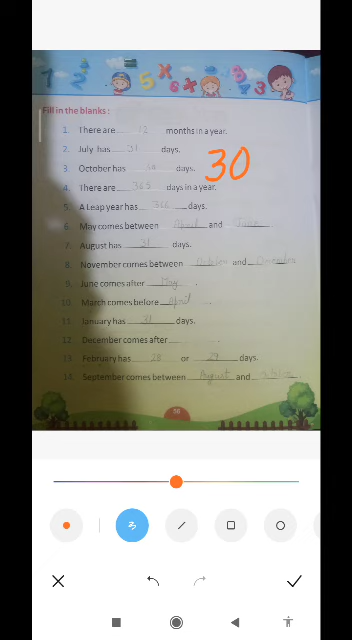 Fill in the blanks:
1. There are 12 months in a year.
2. July has 31 days.
3. October has days. 30
4. There are 365 days in a year.
5. A Leap year has 366 days.
6. May comes between April and June.
7. August has 31 days.
8. November comes between and December
9. June comes after May.
10. March comes before April.
11. January has 31 days.
12. December comes after .
13. February has 28 or 29 days.
14. September comes between August and .